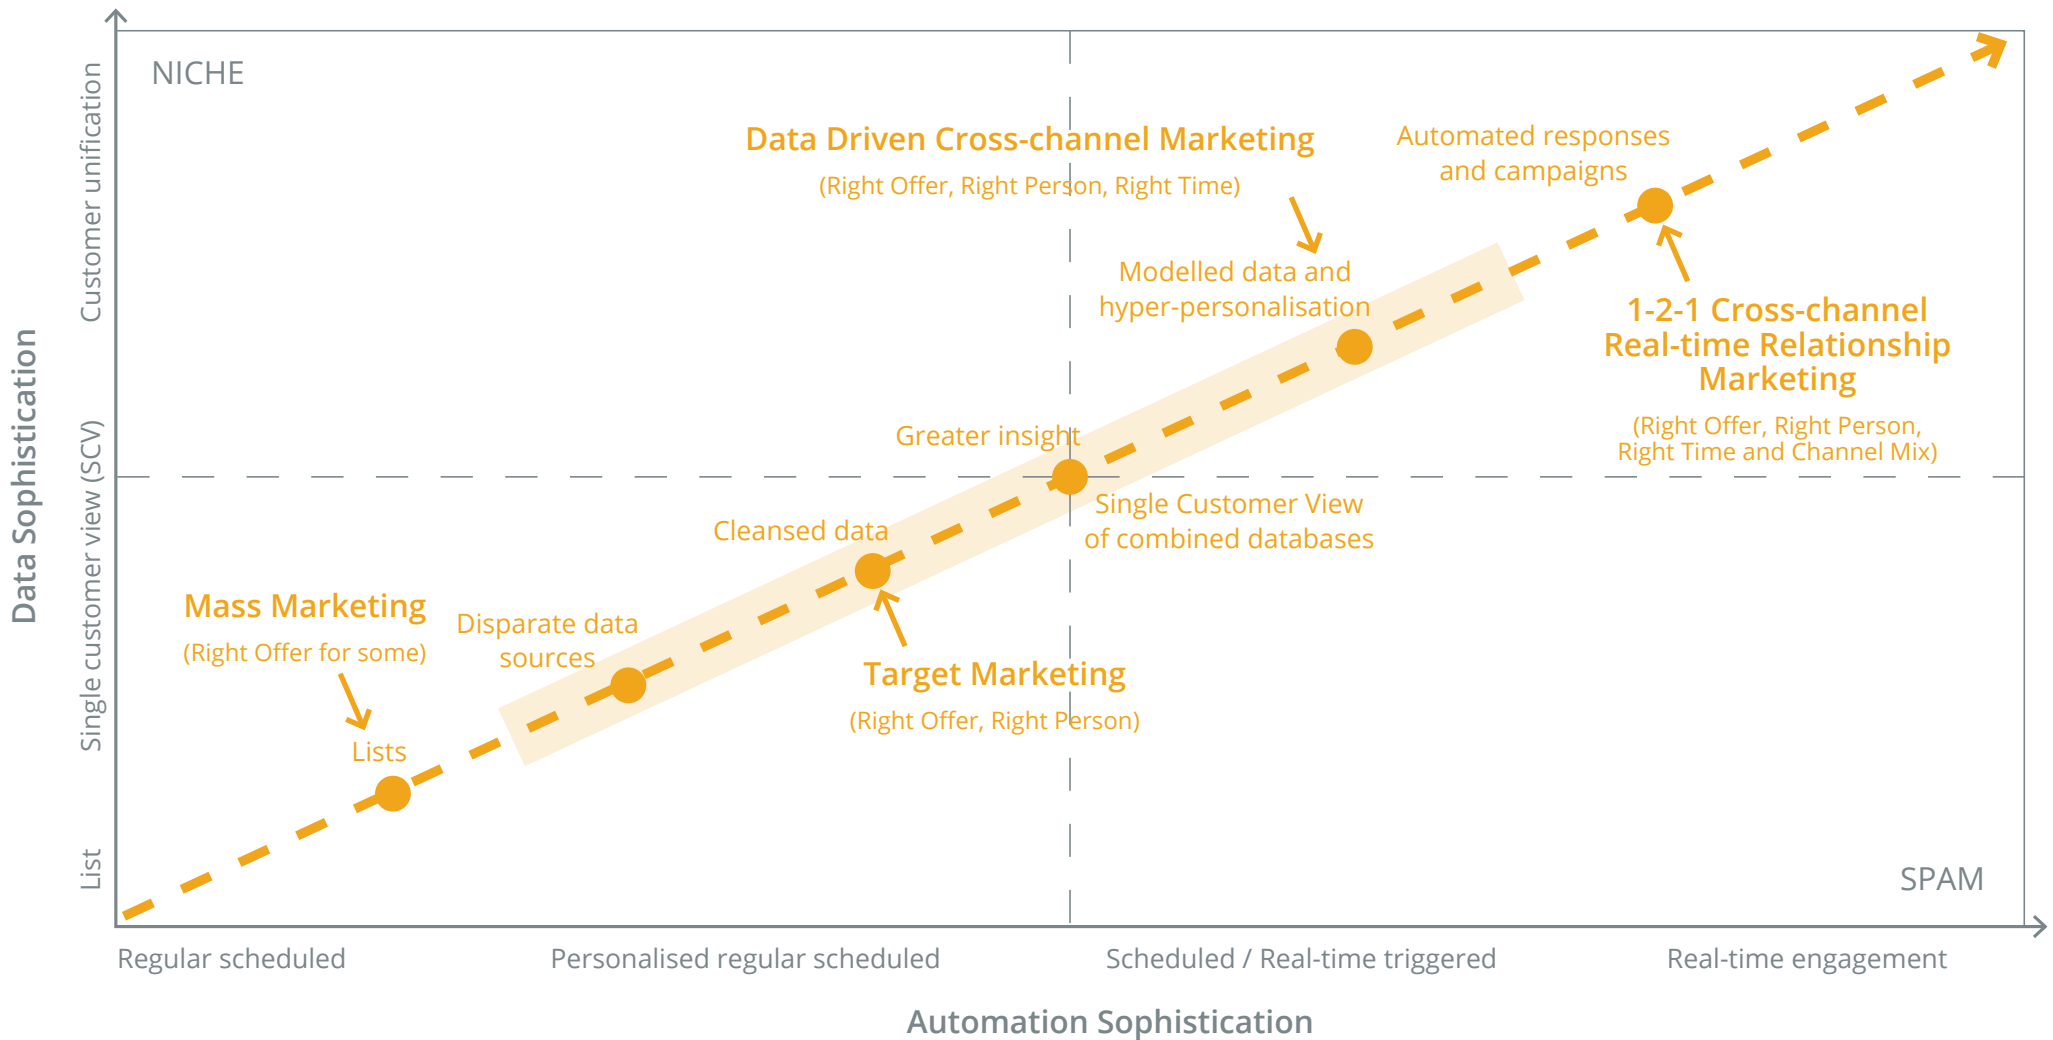 NICHE
Data Driven Cross-channel Marketing
(Right Offer, Right Person, Right Time)
Automated responses
and campaigns
Modelled data and
hyper-personalisation
1-2-1 Cross-channel
Real-time Relationship
Marketing
(Right Offer, Right Person,
Right Time and Channel Mix)
Greater insight
Single Customer View
of combined databases
Cleansed data
Mass Marketing
(Right Offer for some)
Disparate data
sources
Target Marketing
(Right Offer, Right Person)
Lists
SPAM
Data Sophistication
Customer unification
Single customer view (SCV)
List
Regular scheduled
Personalised regular scheduled
Scheduled / Real-time triggered
Real-time engagement
Automation Sophistication